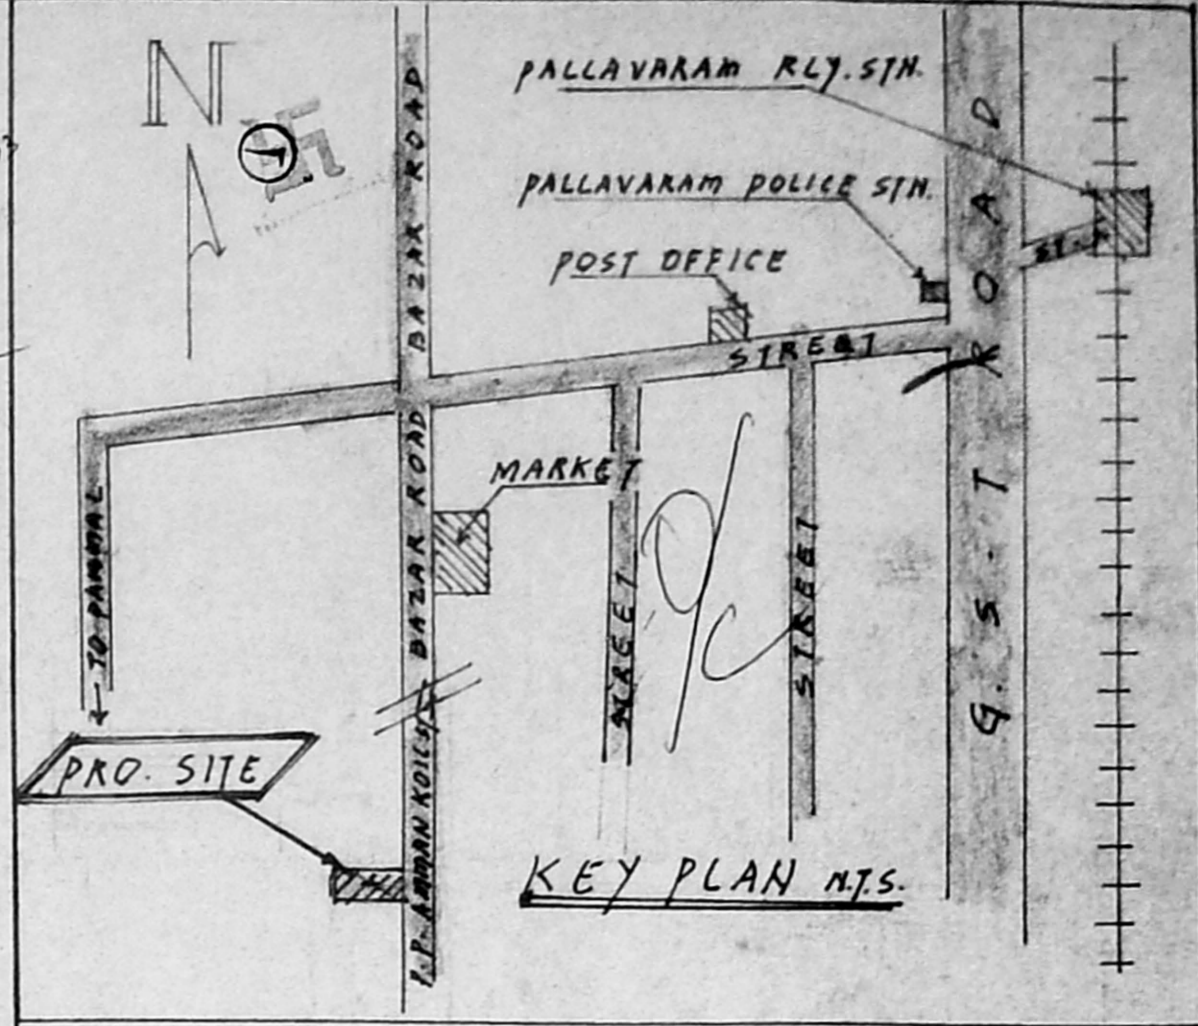 N
PALLAVARAM RLY. STN.
PALLAVARAM POLICE STN.
POST OFFICE
BAZAR ROAD
G.S.T ROAD
ST.
STREET
MARKET
BAZAR ROAD
TO PAMMAL
STREET
STREET
PRO. SITE
P.P. AMMAN KOIL ST
KEY PLAN N.T.S.